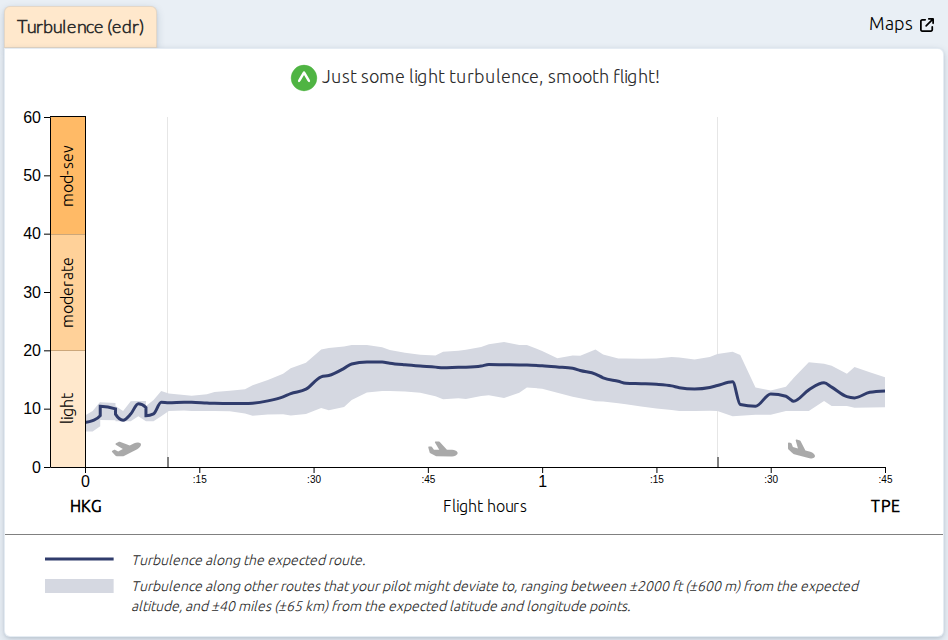 Turbulence (edr)
Maps
Just some light turbulence, smooth flight!
60
50
40
30
20
10
0
mod-sev
moderate
light
0 :15 :30 :45 1 :15 :30 :45
HKG Flight hours TPE
Turbulence along the expected route.
Turbulence along other routes that your pilot might deviate to, ranging between ±2000 ft (±600 m) from the expected
altitude, and ±40 miles (±65 km) from the expected latitude and longitude points.